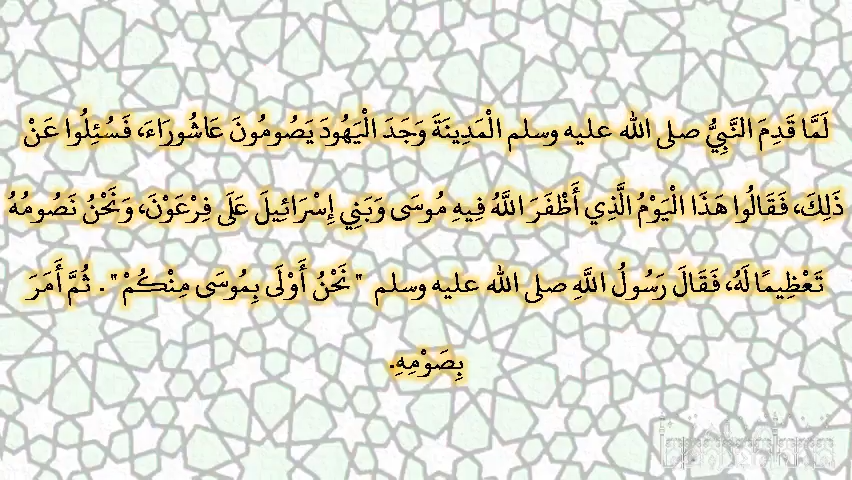 لَمَّا قَدِمَ النَّبِيُّ صلى الله عليه وسلم الْمَدِينَةَ وَجَدَ الْيَهُودَ يَصُومُونَ عَاشُورَاءَ، فَسُئِلُوا عَنْ
ذَلِكَ، فَقَالُوا هَذَا الْيَوْمُ الَّذِي أَظْفَرَ اللَّهُ فِيهِ مُوسَى وَبَنِي إِسْرَائِيلَ عَلَى فِرْعَوْنَ، وَنَحْنُ نَصُومُهُ
تَعْظِيمًا لَهُ، فَقَالَ رَسُولُ اللَّهِ صلى الله عليه وسلم "نَحْنُ أَوْلَى بِمُوسَى مِنْكُمْ". ثُمَّ أَمَرَ
بِصَوْمِهِ.